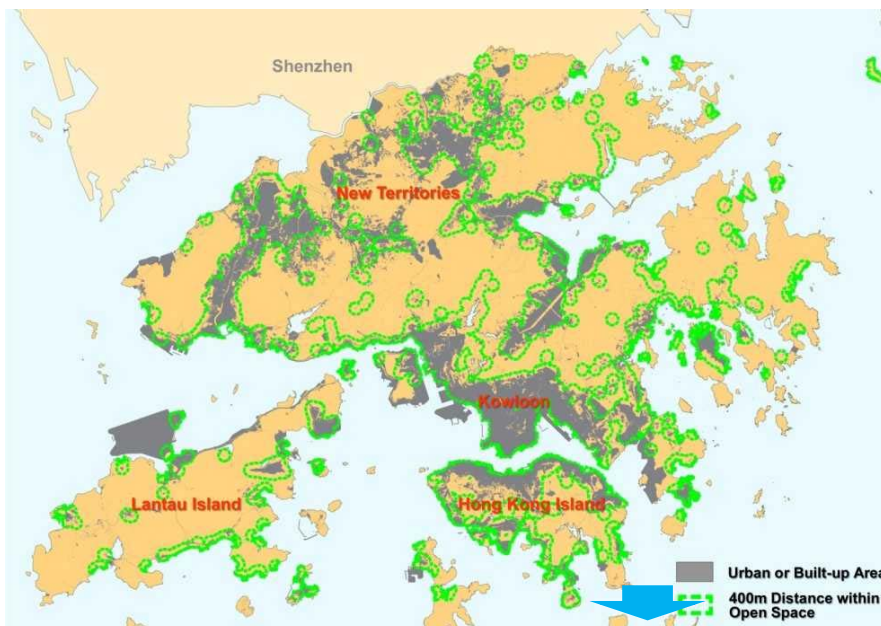 Shenzhen
New Territories
Kowloon
Lantau Island
Hong Kong Island
Urban or Built-up Area
400m Distance within
Open Space